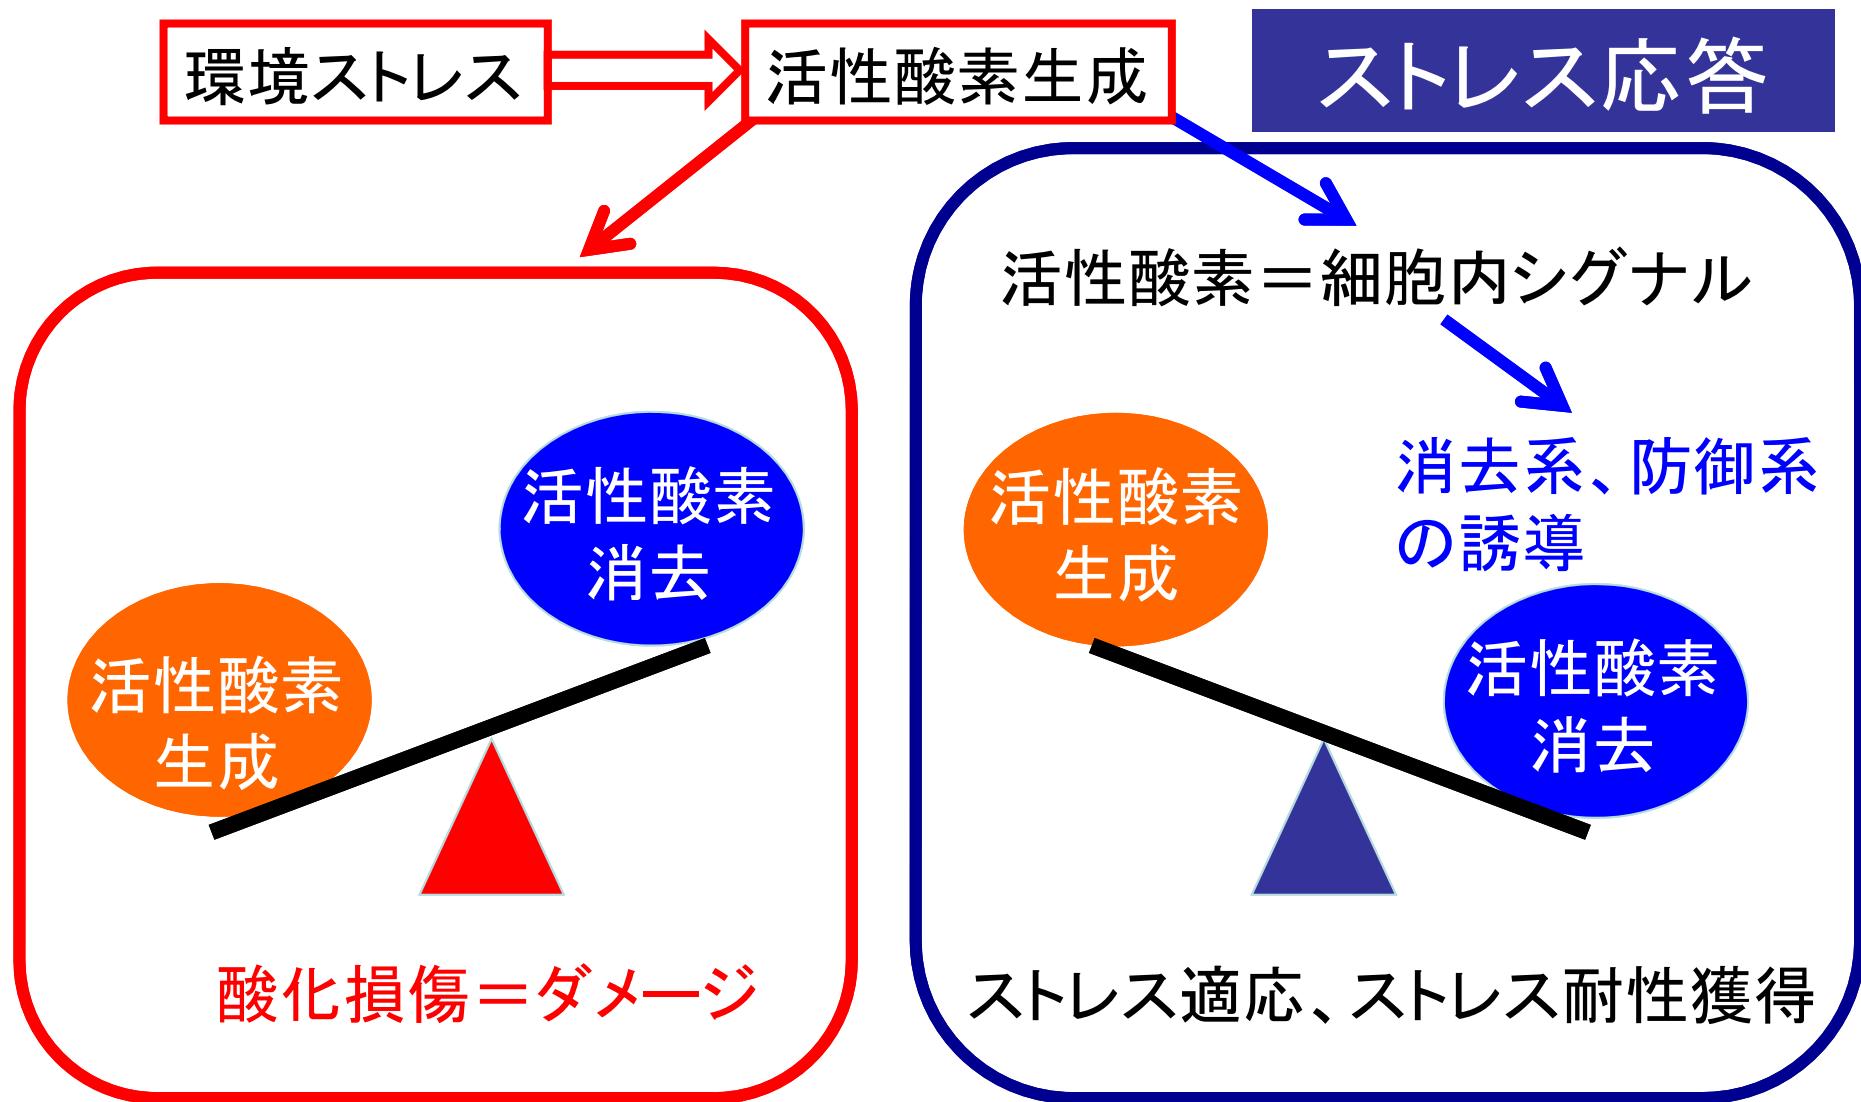 環境ストレス
活性酸素生成
ストレス応答
活性酸素
消去
活性酸素
生成
酸化損傷＝ダメージ
活性酸素＝細胞内シグナル
消去系、防御系
の誘導
活性酸素
生成
活性酸素
消去
ストレス適応、ストレス耐性獲得